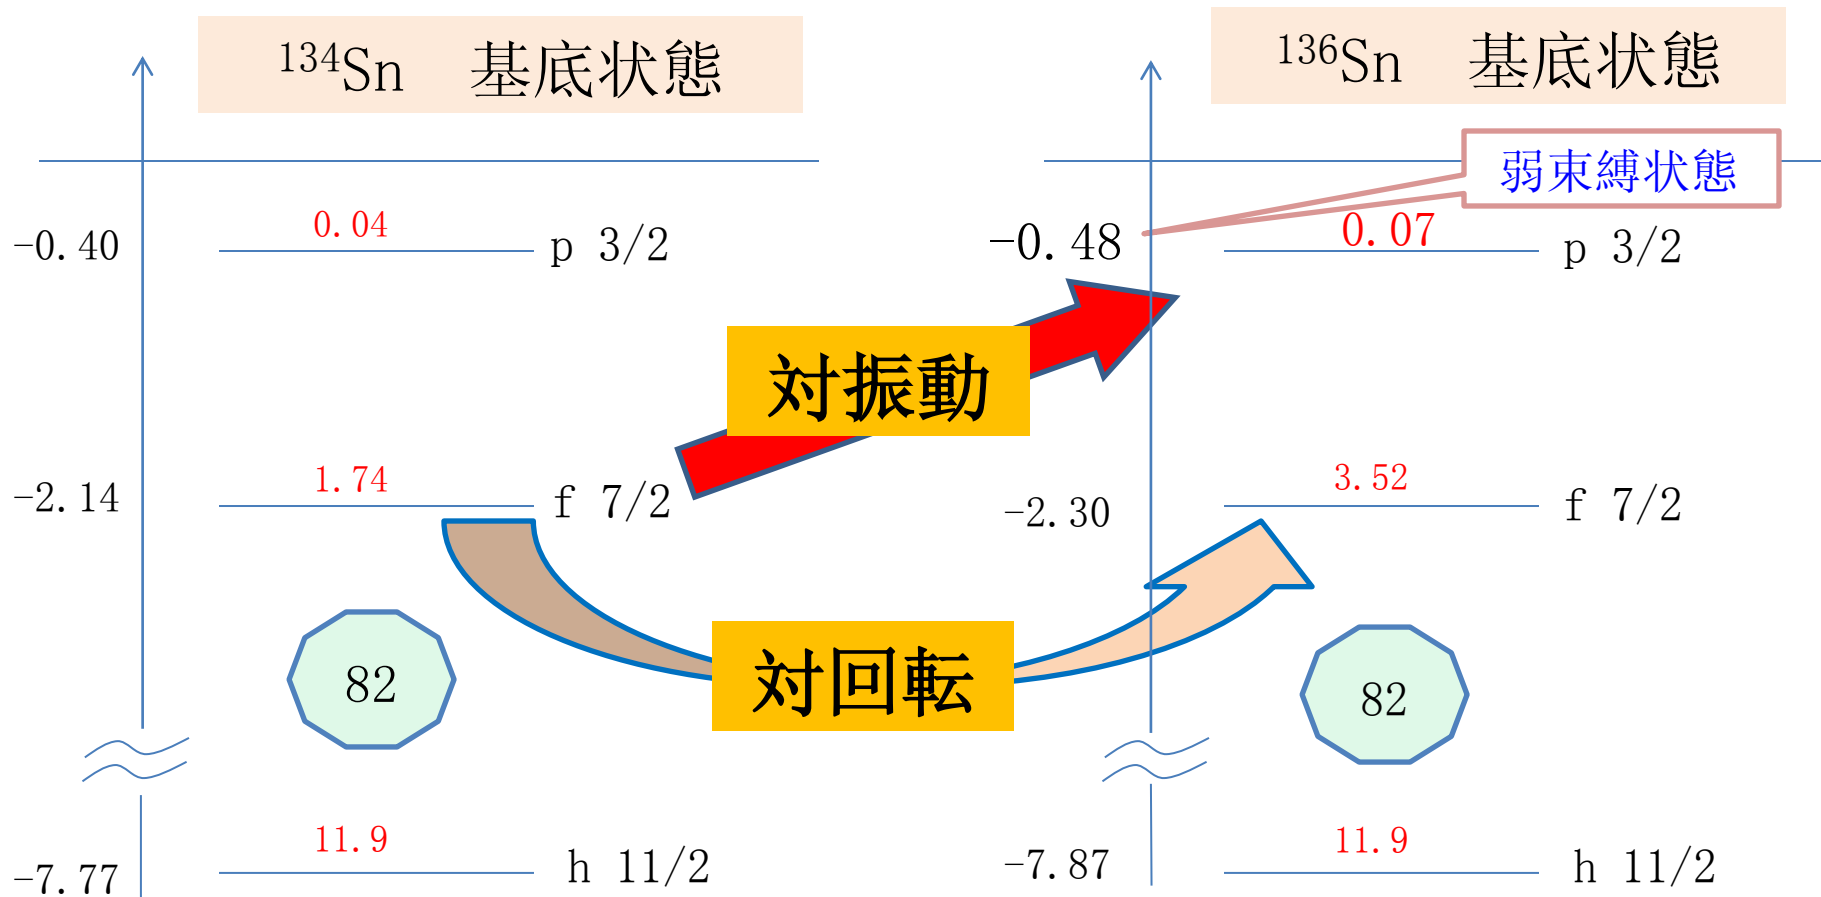 ¹³⁴Sn 基底状態
-0.40
0.04
p 3/2
-2.14
1.74
f 7/2
82
-7.77
11.9
h 11/2
対振動
対回転
¹³⁶Sn 基底状態
弱束縛状態
-0.48
0.07
p 3/2
-2.30
3.52
f 7/2
82
-7.87
11.9
h 11/2